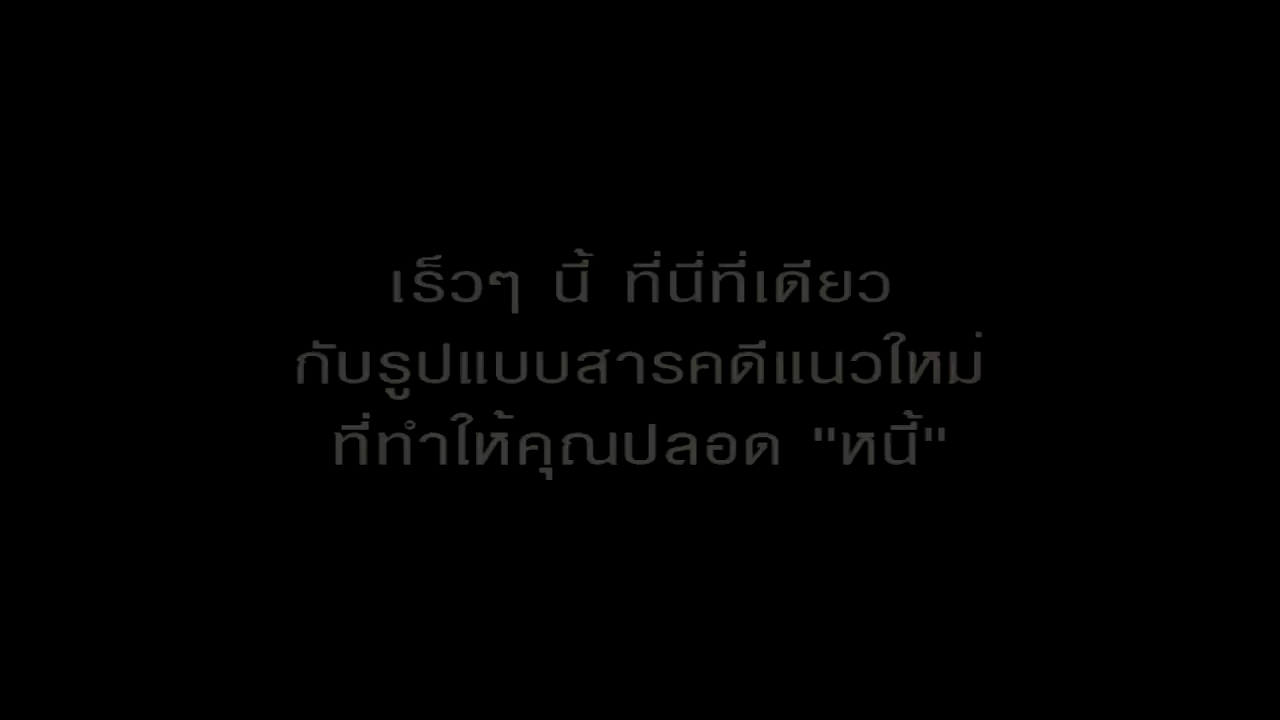 เร็วๆ นี้ ที่นี่ที่เดียว
กับรูปแบบสารคดีแนวใหม่
ที่ทำให้คุณปลอด "หนี้"